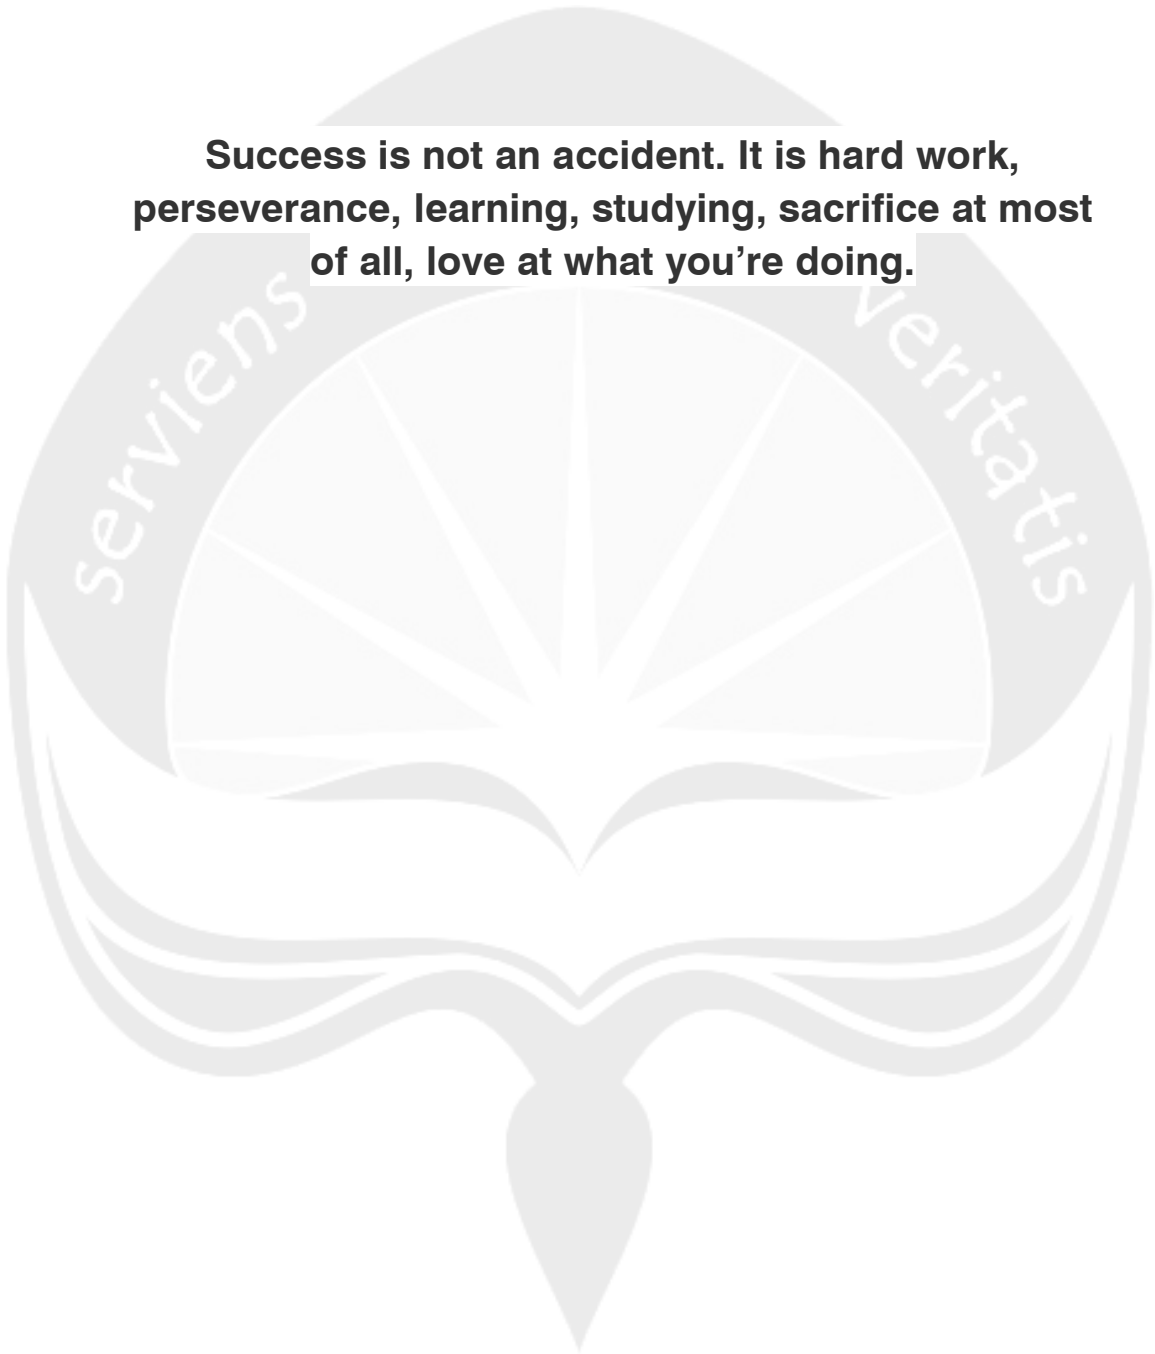 Success is not an accident. It is hard work,
perseverance, learning, studying, sacrifice at most
of all, love at what you’re doing.
serviens
veritatis